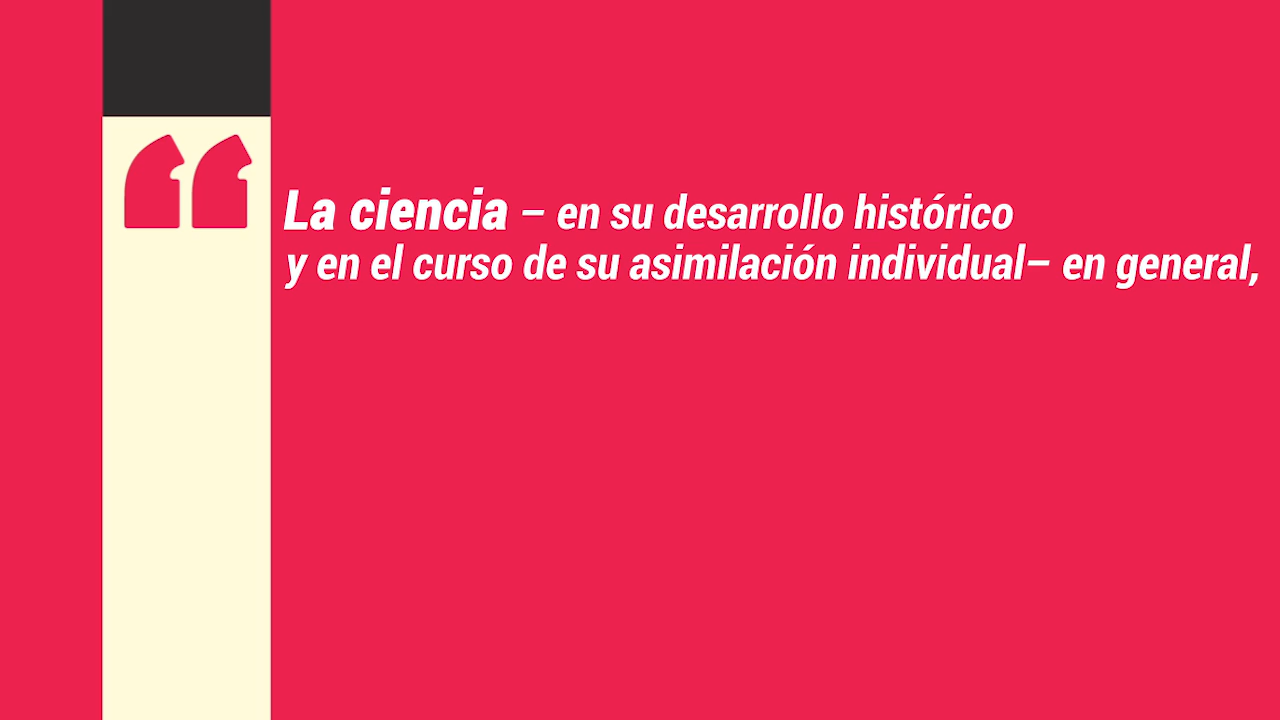 La ciencia – en su desarrollo histórico
y en el curso de su asimilación individual– en general,